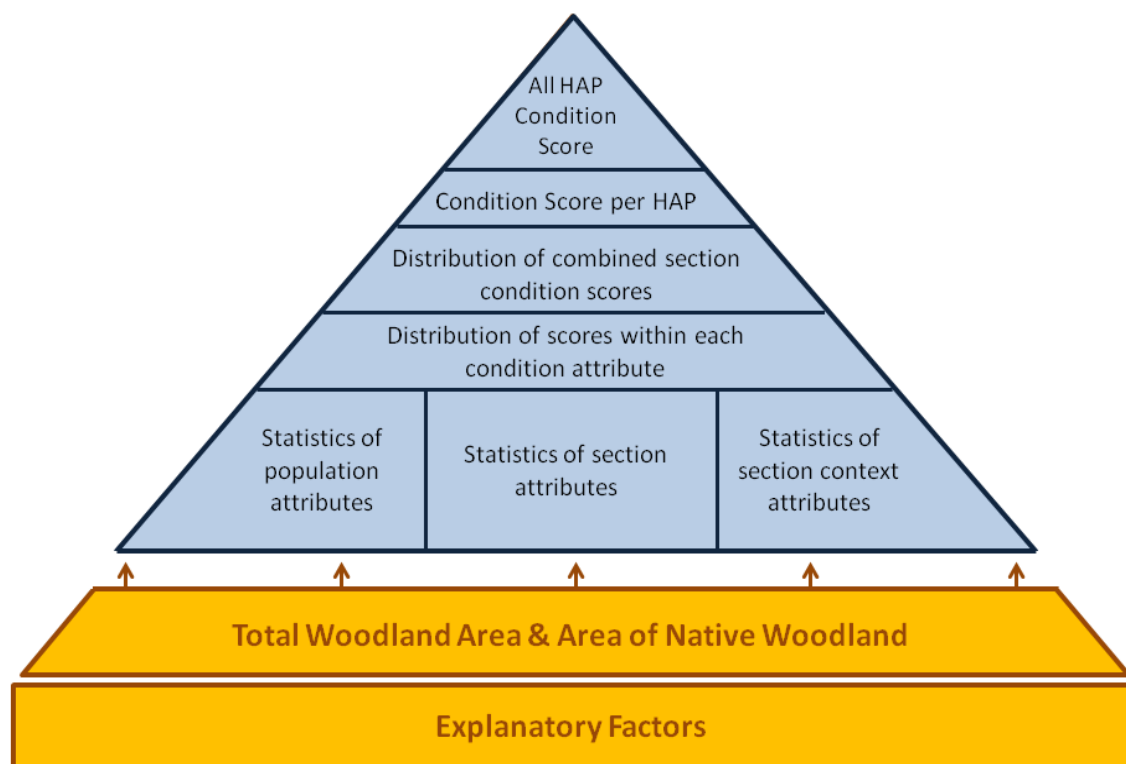 All HAP
Condition
Score
Condition Score per HAP
Distribution of combined section
condition scores
Distribution of scores within each
condition attribute
Statistics of
population
attributes
Statistics of section
attributes
Statistics of
section context
attributes
Total Woodland Area & Area of Native Woodland
Explanatory Factors